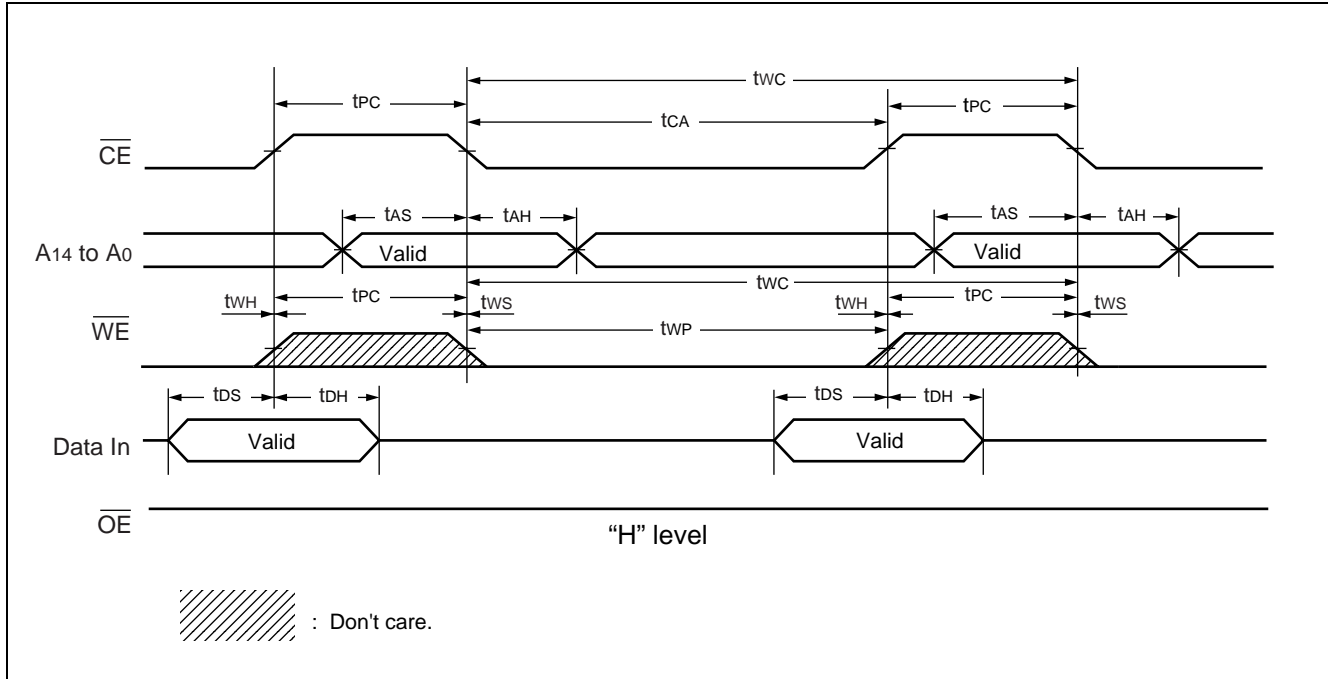 tWC
tPC tPC
tCA
CE
tAS tAH tAS tAH
A14 to A0 Valid Valid
tWC
tWH tPC tWS tWH tPC tWS
WE tWP
tDS tDH tDS tDH
Data In Valid Valid
OE
“H” level
: Don't care.